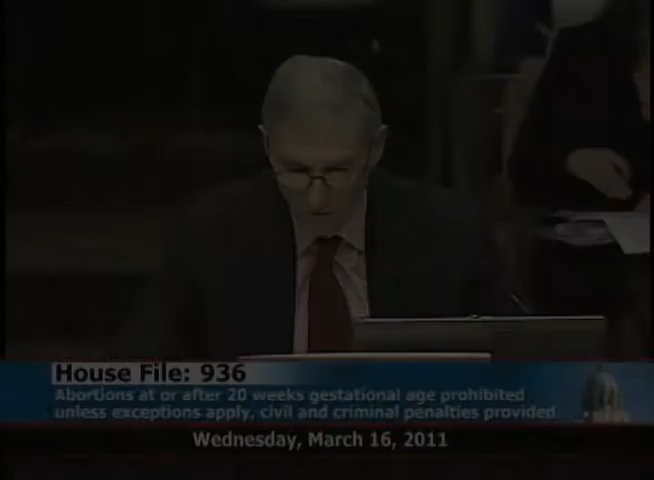 House File: 936
Abortions at or after 20 weeks gestational age prohibited
unless exceptions apply, civil and criminal penalties provided
Wednesday, March 16, 2011